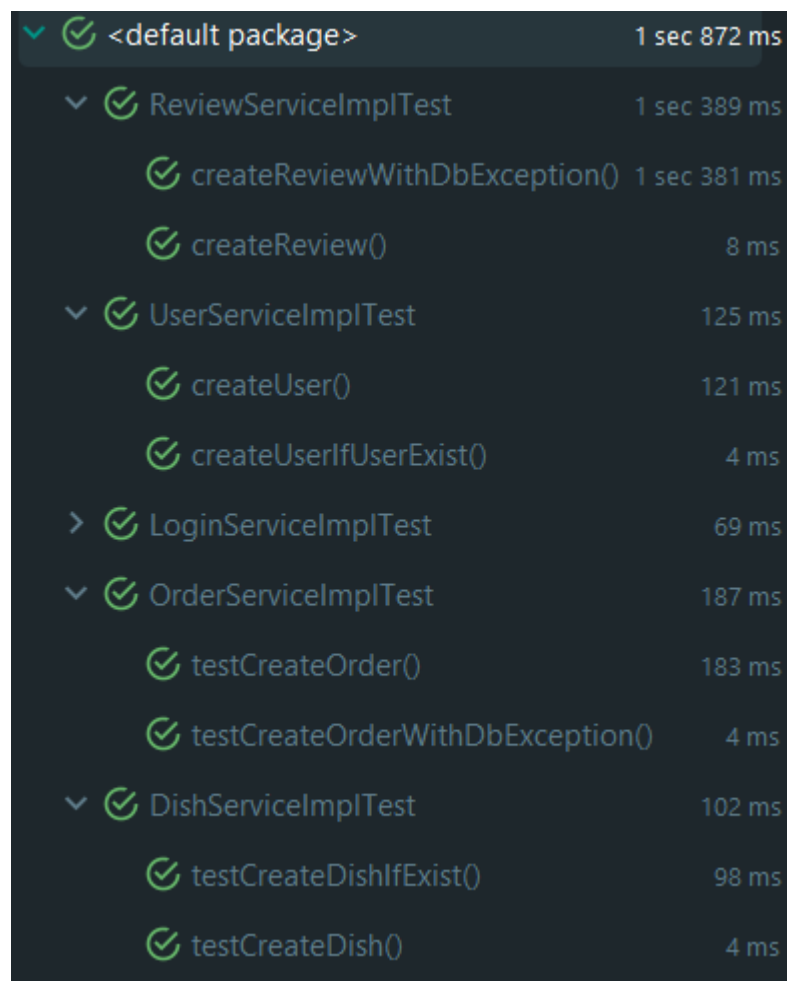 <default package> 1 sec 872 ms
ReviewServiceImplTest 1 sec 389 ms
createReviewWithDbException() 1 sec 381 ms
createReview() 8 ms
UserServiceImplTest 125 ms
createUser() 121 ms
createUserIfUserExist() 4 ms
LoginServiceImplTest 69 ms
OrderServiceImplTest 187 ms
testCreateOrder() 183 ms
testCreateOrderWithDbException() 4 ms
DishServiceImplTest 102 ms
testCreateDishIfExist() 98 ms
testCreateDish() 4 ms